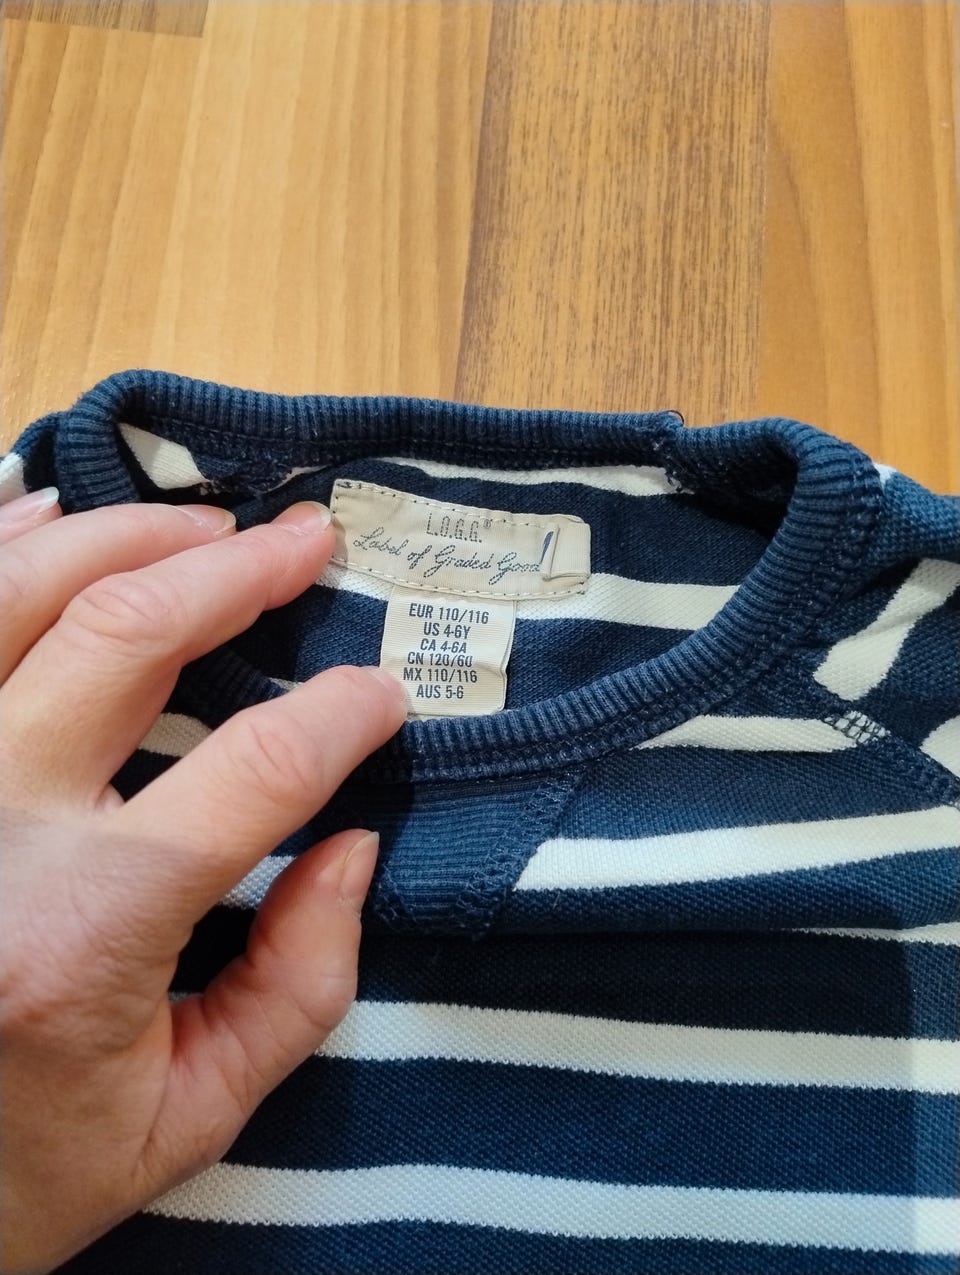 L.O.G.G.®
Label of Graded Good
EUR 110/116
US 4-6Y
CA 4-6A
CN 120/60
MX 110/116
AUS 5-6